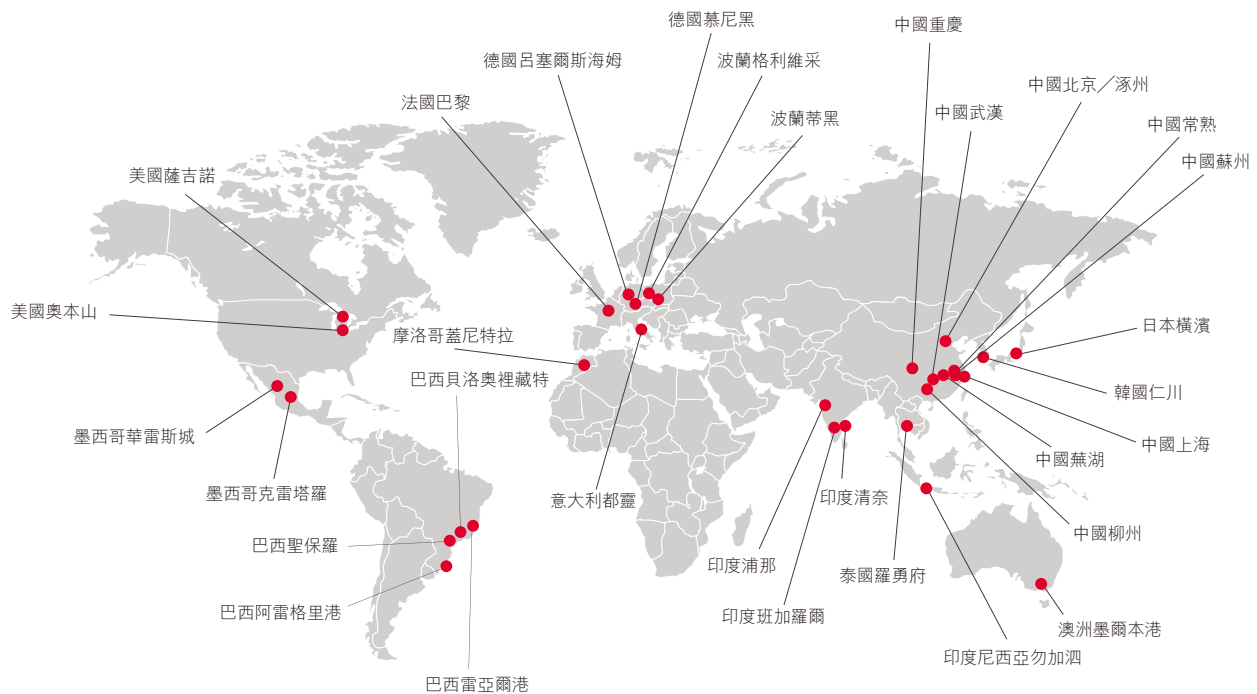 德國慕尼黑
中國重慶
德國呂塞爾斯海姆
波蘭格利維采
中國北京／涿州
法國巴黎
中國武漢
波蘭蒂黑
中國常熟
中國蘇州
美國薩吉諾
美國奧本山
日本橫濱
摩洛哥蓋尼特拉
巴西貝洛奧裡藏特
韓國仁川
墨西哥華雷斯城
中國上海
中國蕪湖
墨西哥克雷塔羅
意大利都靈
印度清奈
中國柳州
巴西聖保羅
印度浦那
泰國羅勇府
巴西阿雷格里港
印度班加羅爾
澳洲墨爾本港
印度尼西亞勿加泗
巴西雷亞爾港